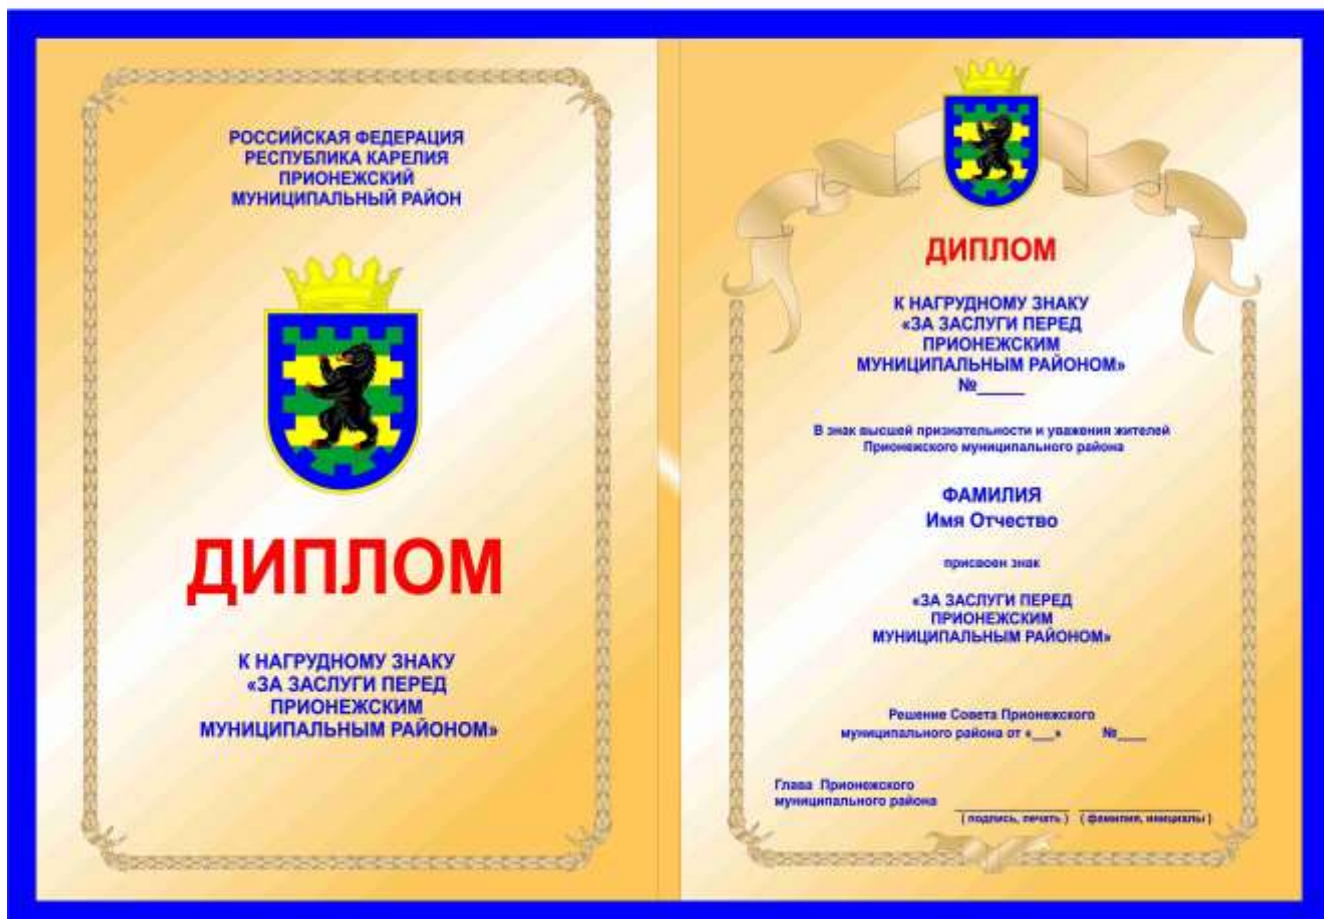 РОССИЙСКАЯ ФЕДЕРАЦИЯ
РЕСПУБЛИКА КАРЕЛИЯ
ПРИОНЕЖСКИЙ
МУНИЦИПАЛЬНЫЙ РАЙОН
ДИПЛОМ
К НАГРУДНОМУ ЗНАКУ
«ЗА ЗАСЛУГИ ПЕРЕД
ПРИОНЕЖСКИМ
МУНИЦИПАЛЬНЫМ РАЙОНОМ»
ДИПЛОМ
К НАГРУДНОМУ ЗНАКУ
«ЗА ЗАСЛУГИ ПЕРЕД
ПРИОНЕЖСКИМ
МУНИЦИПАЛЬНЫМ РАЙОНОМ»
№_____
В знак высшей признательности и уважения жителей
Прионежского муниципального района
ФАМИЛИЯ
Имя Отчество
присвоен знак
«ЗА ЗАСЛУГИ ПЕРЕД
ПРИОНЕЖСКИМ
МУНИЦИПАЛЬНЫМ РАЙОНОМ»
Решение Совета Прионежского
муниципального района от «___» №____
Глава Прионежского
муниципального района
( подпись, печать ) ( фамилия, инициалы )